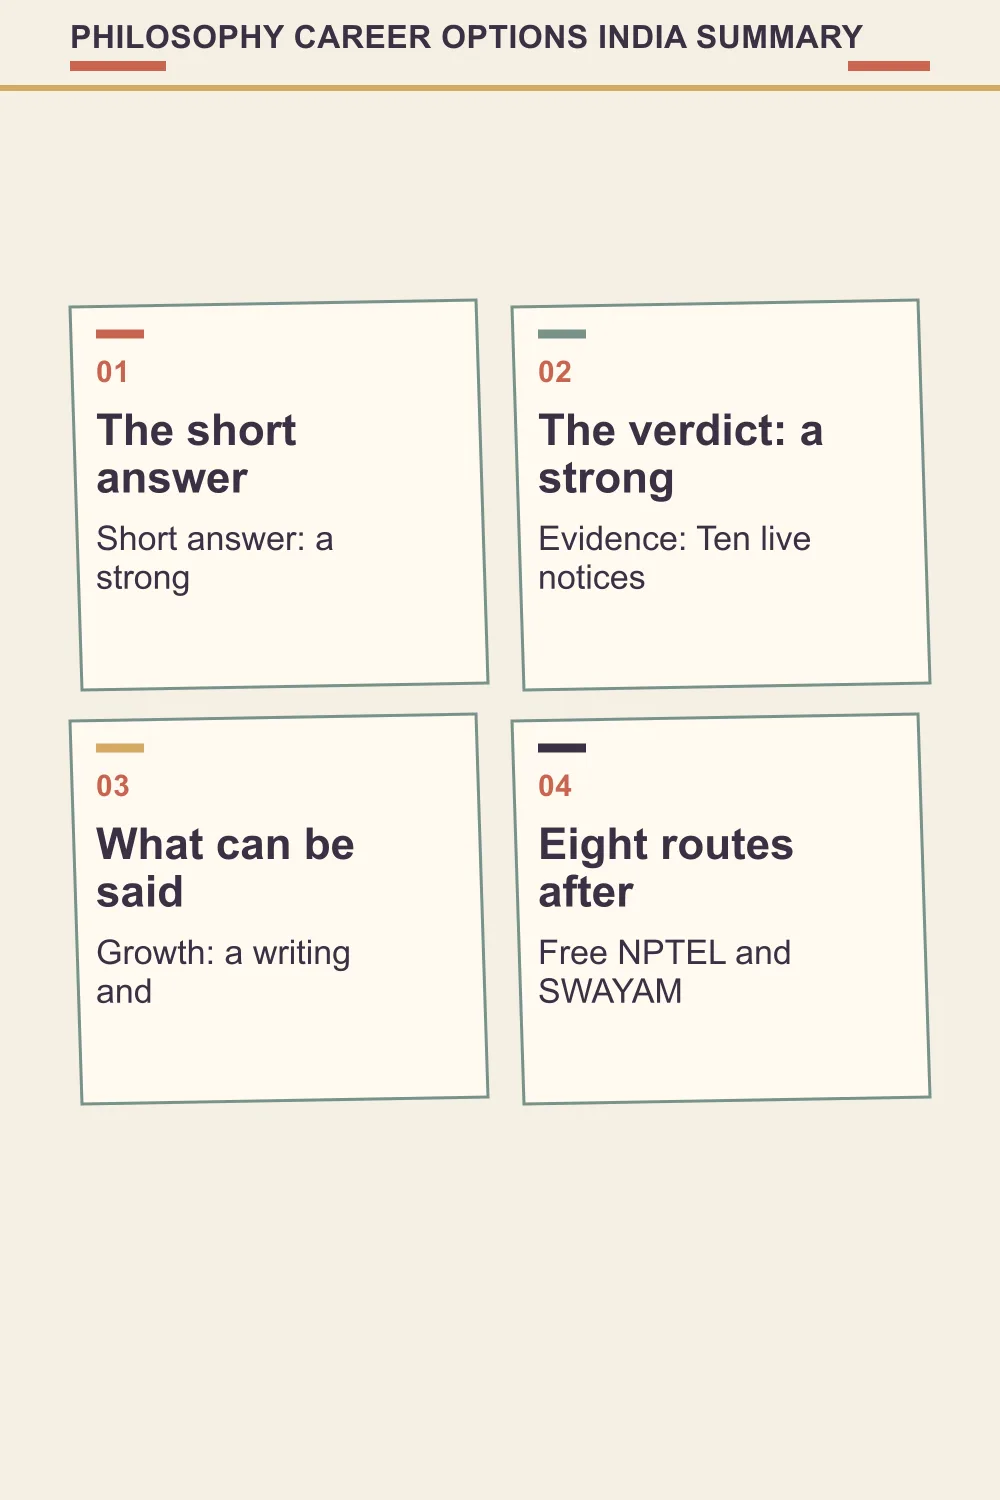 PHILOSOPHY CAREER OPTIONS INDIA SUMMARY
01
The short
answer
Short answer: a
strong
02
The verdict: a
strong
Evidence: Ten live
notices
03
What can be
said
Growth: a writing
and
04
Eight routes
after
Free NPTEL and
SWAYAM